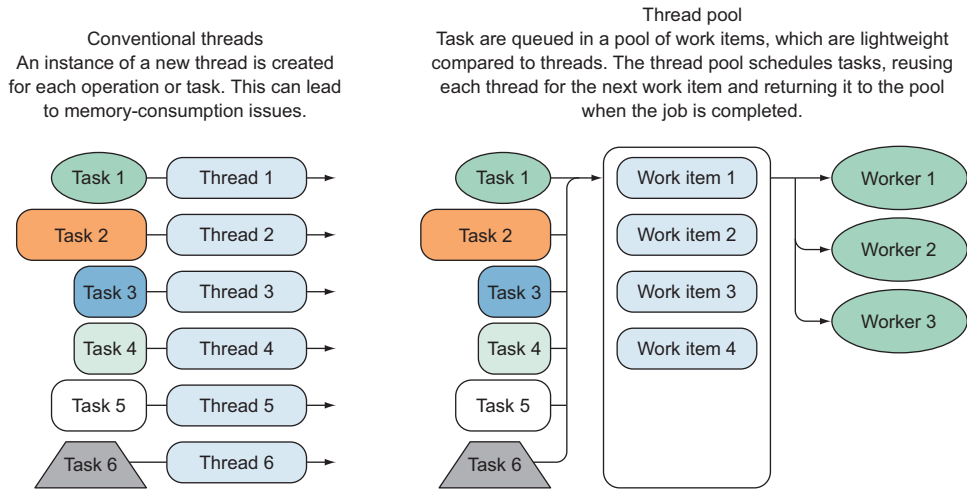 Conventional threads
An instance of a new thread is created
for each operation or task. This can lead
to memory-consumption issues.
Task 1
Thread 1
Task 2
Thread 2
Task 3
Thread 3
Task 4
Thread 4
Task 5
Thread 5
Task 6
Thread 6
Thread pool
Task are queued in a pool of work items, which are lightweight
compared to threads. The thread pool schedules tasks, reusing
each thread for the next work item and returning it to the pool
when the job is completed.
Task 1
Task 2
Task 3
Task 4
Task 5
Task 6
Work item 1
Work item 2
Work item 3
Work item 4
Worker 1
Worker 2
Worker 3